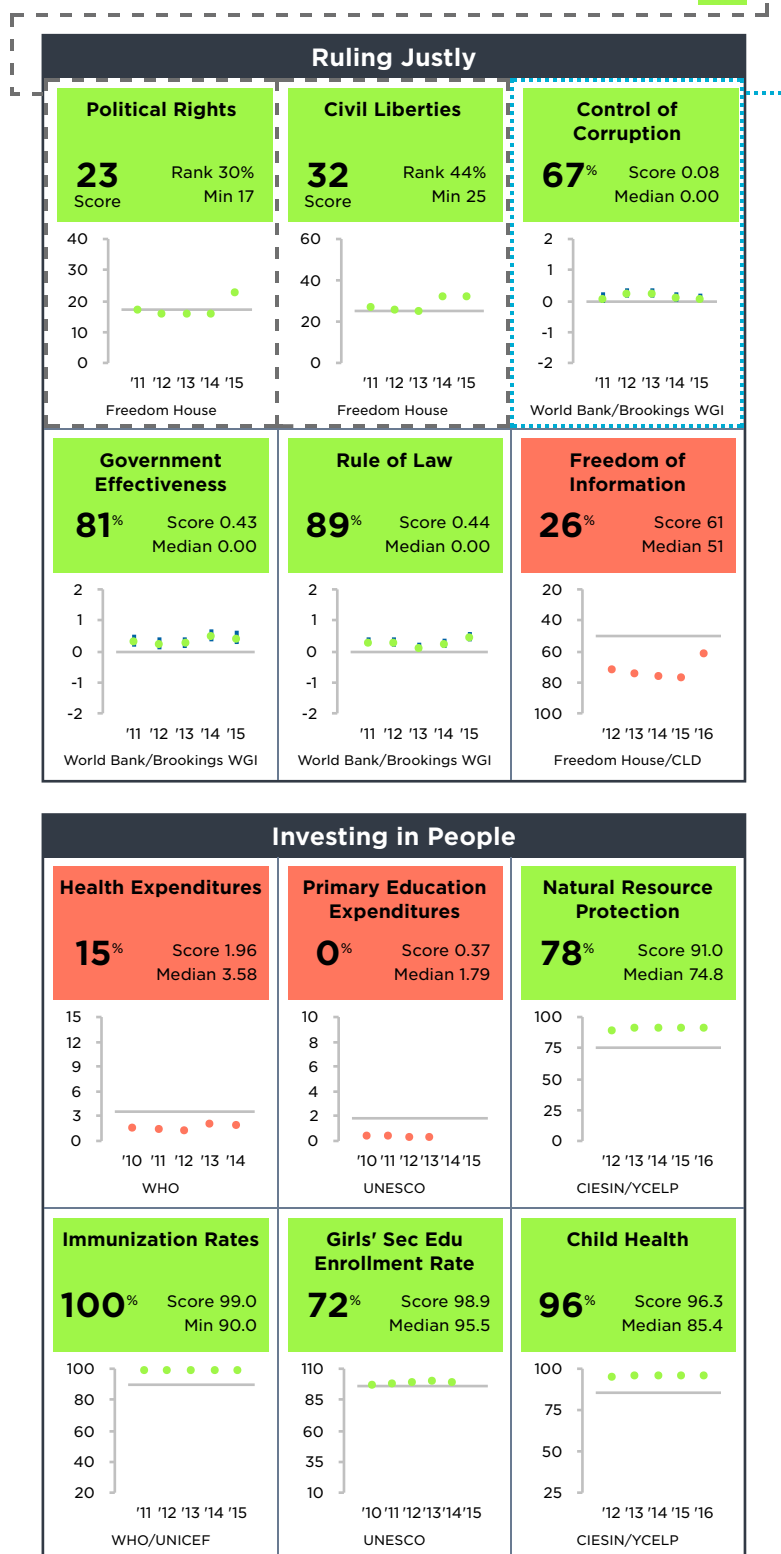 Ruling Justly
Political Rights
23
Score
Rank 30%
Min 17
40
30
20
10
0
'11 '12 '13 '14 '15
Freedom House
Civil Liberties
32
Score
Rank 44%
Min 25
60
40
20
0
'11 '12 '13 '14 '15
Freedom House
Control of
Corruption
67%
Score 0.08
Median 0.00
2
1
0
-1
-2
'11 '12 '13 '14 '15
World Bank/Brookings WGI
Government
Effectiveness
81%
Score 0.43
Median 0.00
2
1
0
-1
-2
'11 '12 '13 '14 '15
World Bank/Brookings WGI
Rule of Law
89%
Score 0.44
Median 0.00
2
1
0
-1
-2
'11 '12 '13 '14 '15
World Bank/Brookings WGI
Freedom of
Information
26%
Score 61
Median 51
20
40
60
80
100
'12 '13 '14 '15 '16
Freedom House/CLD
Investing in People
Health Expenditures
15%
Score 1.96
Median 3.58
15
12
9
6
3
0
'10 '11 '12 '13 '14
WHO
Primary Education
Expenditures
0%
Score 0.37
Median 1.79
10
8
6
4
2
0
'10 '11 '12 '13 '14 '15
UNESCO
Natural Resource
Protection
78%
Score 91.0
Median 74.8
100
75
50
25
0
'12 '13 '14 '15 '16
CIESIN/YCELP
Immunization Rates
100%
Score 99.0
Min 90.0
100
80
60
40
20
'11 '12 '13 '14 '15
WHO/UNICEF
Girls' Sec Edu
Enrollment Rate
72%
Score 98.9
Median 95.5
110
85
60
35
10
'10 '11 '12 '13 '14 '15
UNESCO
Child Health
96%
Score 96.3
Median 85.4
100
75
50
25
'12 '13 '14 '15 '16
CIESIN/YCELP